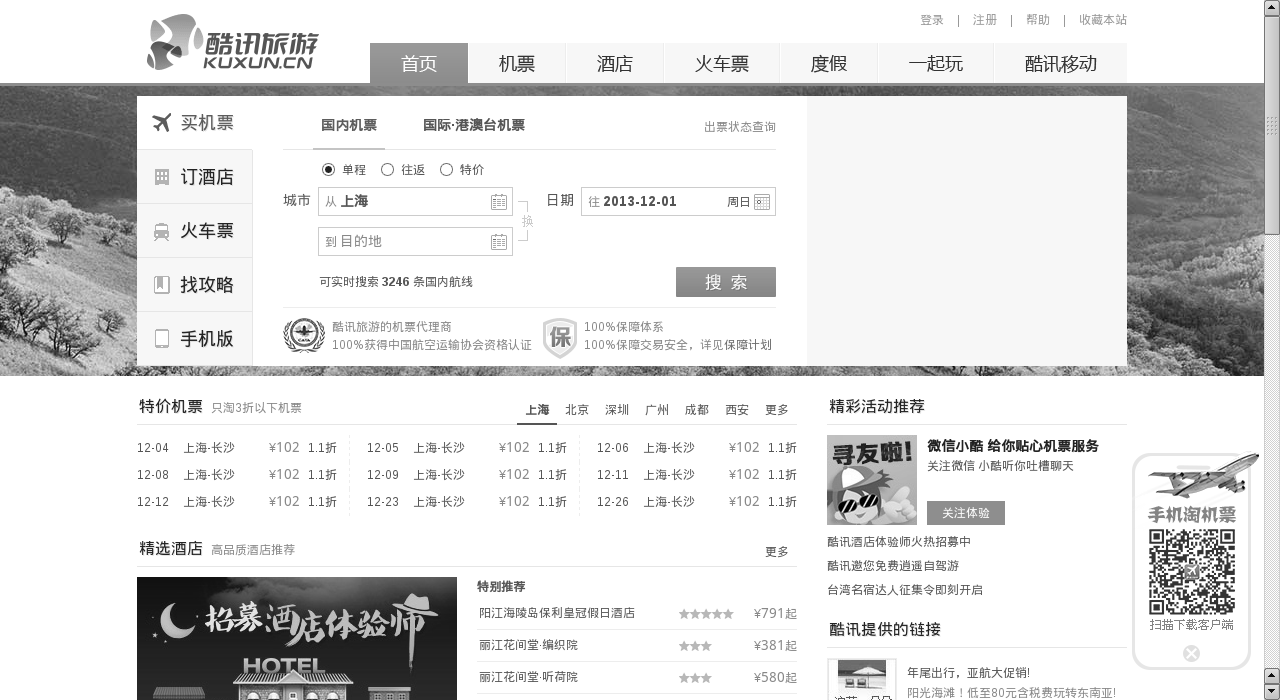 登录 | 注册 | 帮助 | 收藏本站
酷讯旅游
KUXUN.CN
首页 机票 酒店 火车票 度假 一起玩 酷讯移动
买机票
订酒店
火车票
找攻略
手机版
国内机票 国际·港澳台机票 出票状态查询
单程 往返 特价
城市 从 上海 换 日期 往 2013-12-01 周日
到 目的地
可实时搜索 3246 条国内航线 搜 索
酷讯旅游的机票代理商
100%获得中国航空运输协会资格认证
保
100%保障体系
100%保障交易安全，详见保障计划
特价机票 只淘3折以下机票 上海 北京 深圳 广州 成都 西安 更多
12-04 上海-长沙 ¥102 1.1折 12-05 上海-长沙 ¥102 1.1折 12-06 上海-长沙 ¥102 1.1折
12-08 上海-长沙 ¥102 1.1折 12-09 上海-长沙 ¥102 1.1折 12-11 上海-长沙 ¥102 1.1折
12-12 上海-长沙 ¥102 1.1折 12-23 上海-长沙 ¥102 1.1折 12-26 上海-长沙 ¥102 1.1折
精选酒店 高品质酒店推荐 更多
招募酒店体验师
HOTEL
特别推荐
阳江海陵岛保利皇冠假日酒店 ★★★★★ ¥791起
丽江花间堂·编织院 ★★★ ¥381起
丽江花间堂·听荷院 ★★★ ¥580起
精彩活动推荐
寻友啦!
微信小酷 给你贴心机票服务
关注微信 小酷听你吐槽聊天
关注体验
酷讯酒店体验师火热招募中
酷讯邀您免费逍遥自驾游
台湾名宿达人征集令即刻开启
酷讯提供的链接
年尾出行，亚航大促销!
阳光海滩！低至80元含税费玩转东南亚!
手机淘机票
扫描下载客户端